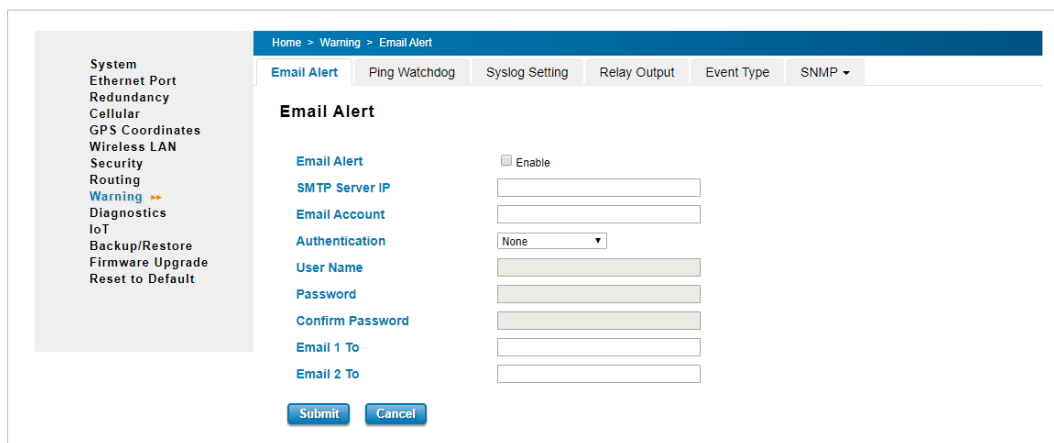 Home > Warning > Email Alert
System
Ethernet Port
Redundancy
Cellular
GPS Coordinates
Wireless LAN
Security
Routing
Warning
Diagnostics
IoT
Backup/Restore
Firmware Upgrade
Reset to Default
Email Alert Ping Watchdog Syslog Setting Relay Output Event Type SNMP
Email Alert
Email Alert Enable
SMTP Server IP
Email Account
Authentication None
User Name
Password
Confirm Password
Email 1 To
Email 2 To
Submit Cancel